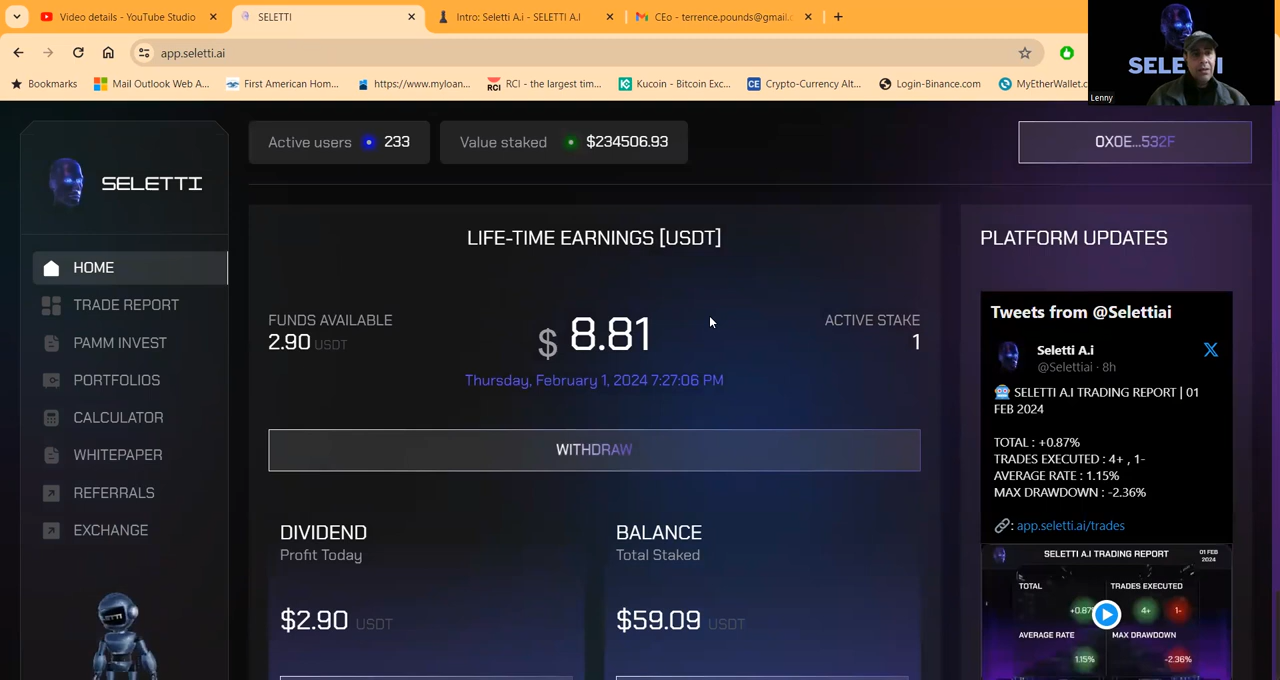 Video details - YouTube Studio
SELETTI
Intro: Seletti A.i - SELETTI A.I
CEo - terrence.pounds@gmail.c
app.seletti.ai
Bookmarks
Mail Outlook Web A...
First American Hom...
https://www.myloan...
RCI - the largest tim...
Kucoin - Bitcoin Exc...
Crypto-Currency Alt...
Login-Binance.com
MyEtherWallet.c
Lenny
SELETTI
Active users 233
Value staked $234506.93
0X0E...532F
HOME
TRADE REPORT
PAMM INVEST
PORTFOLIOS
CALCULATOR
WHITEPAPER
REFERRALS
EXCHANGE
LIFE-TIME EARNINGS [USDT]
FUNDS AVAILABLE
2.90 USDT
$ 8.81
ACTIVE STAKE
1
Thursday, February 1, 2024 7:27:06 PM
WITHDRAW
DIVIDEND
Profit Today
$2.90 USDT
BALANCE
Total Staked
$59.09 USDT
PLATFORM UPDATES
Tweets from @Selettiai
Seletti A.i
@Selettiai · 8h
SELETTI A.I TRADING REPORT | 01
FEB 2024
TOTAL : +0.87%
TRADES EXECUTED : 4+ , 1-
AVERAGE RATE : 1.15%
MAX DRAWDOWN : -2.36%
: app.seletti.ai/trades
SELETTI A.I TRADING REPORT
01 FEB
2024
TOTAL
TRADES EXECUTED
+0.87
4+
1-
AVERAGE RATE
MAX DRAWDOWN
1.15%
-2.36%